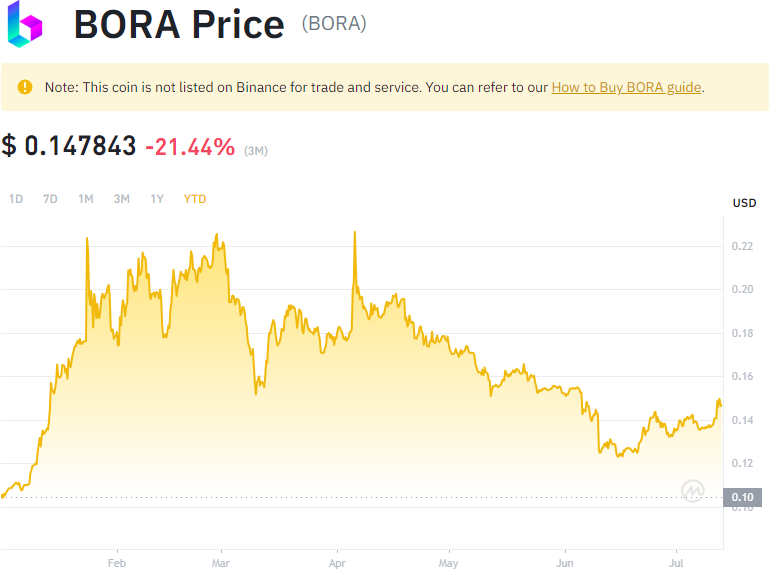 BORA Price (BORA)
Note: This coin is not listed on Binance for trade and service. You can refer to our How to Buy BORA guide.
$ 0.147843 -21.44% (3M)
1D 7D 1M 3M 1Y YTD
USD
0.22
0.20
0.18
0.16
0.14
0.12
0.10
0.10
Feb Mar Apr May Jun Jul